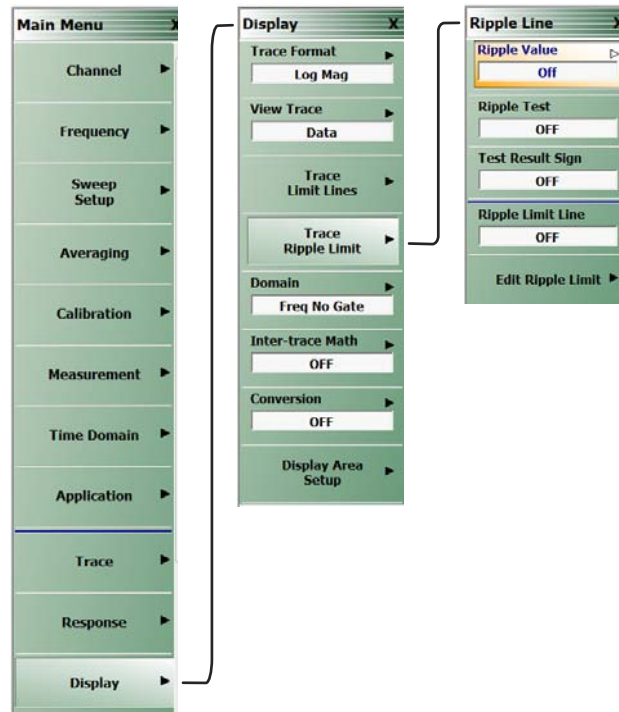 Main Menu X
Channel
Frequency
Sweep
Setup
Averaging
Calibration
Measurement
Time Domain
Application
Trace
Response
Display
Display X
Trace Format
Log Mag
View Trace
Data
Trace
Limit Lines
Trace
Ripple Limit
Domain
Freq No Gate
Inter-trace Math
OFF
Conversion
OFF
Display Area
Setup
Ripple Line X
Ripple Value
Off
Ripple Test
OFF
Test Result Sign
OFF
Ripple Limit Line
OFF
Edit Ripple Limit